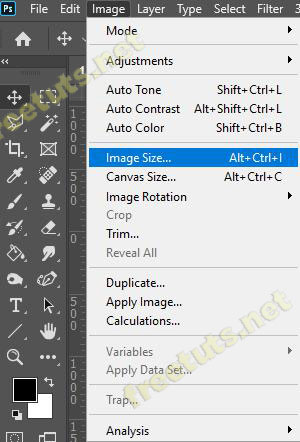 Ps File Edit Image Layer Type Select Filter 3
Mode
Adjustments
Auto Tone Shift+Ctrl+L
Auto Contrast Alt+Shift+Ctrl+L
Auto Color Shift+Ctrl+B
Image Size... Alt+Ctrl+I
Canvas Size... Alt+Ctrl+C
Image Rotation
Crop
Trim...
Reveal All
Duplicate...
Apply Image...
Calculations...
Variables
Apply Data Set...
Trap...
Analysis
freetuts.net
freetuts.net